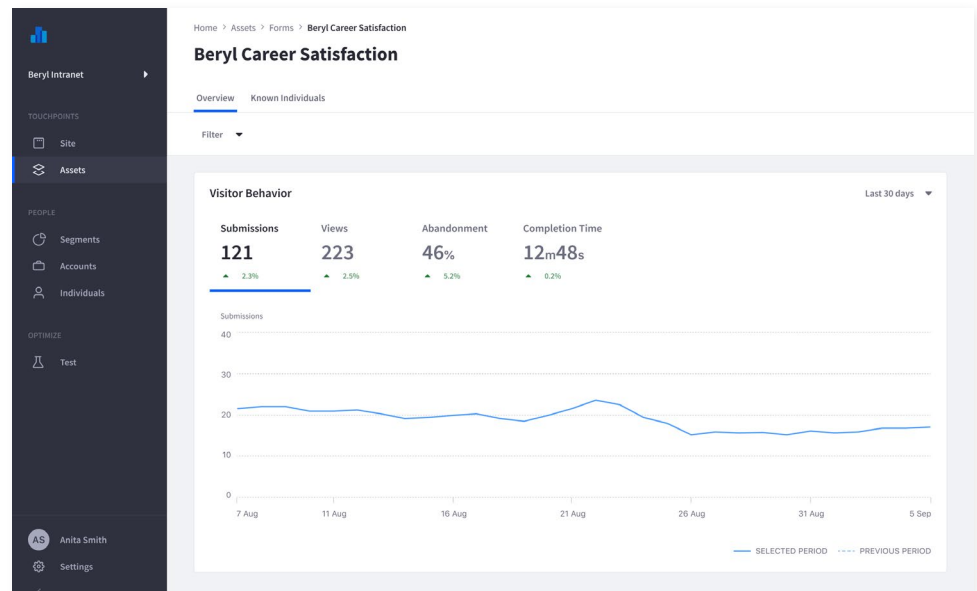 Home > Assets > Forms > Beryl Career Satisfaction
Beryl Career Satisfaction
Beryl Intranet
Overview Known Individuals
TOUCHPOINTS
Filter
Site
Assets
Visitor Behavior
Last 30 days
PEOPLE
Segments
Accounts
Individuals
Submissions Views Abandonment Completion Time
121 223 46% 12m48s
2.3% 2.5% 5.2% 0.2%
OPTIMIZE
Test
Submissions
40
30
20
10
0
7 Aug 11 Aug 16 Aug 21 Aug 26 Aug 31 Aug 5 Sep
SELECTED PERIOD PREVIOUS PERIOD
AS Anita Smith
Settings